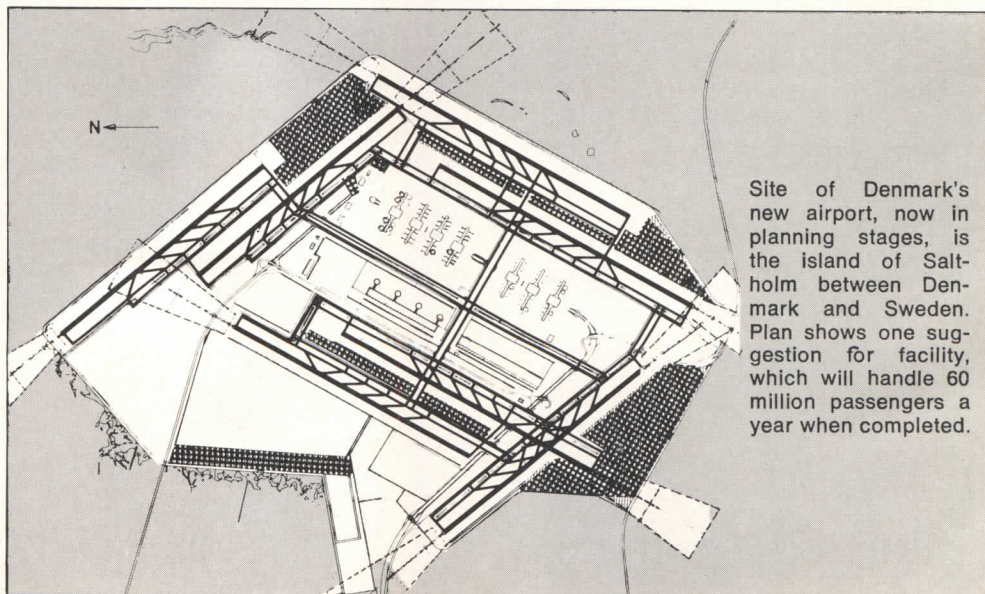 N
Site of Denmark's
new airport, now in
planning stages, is
the island of Salt-
holm between Den-
mark and Sweden.
Plan shows one sug-
gestion for facility,
which will handle 60
million passengers a
year when completed.